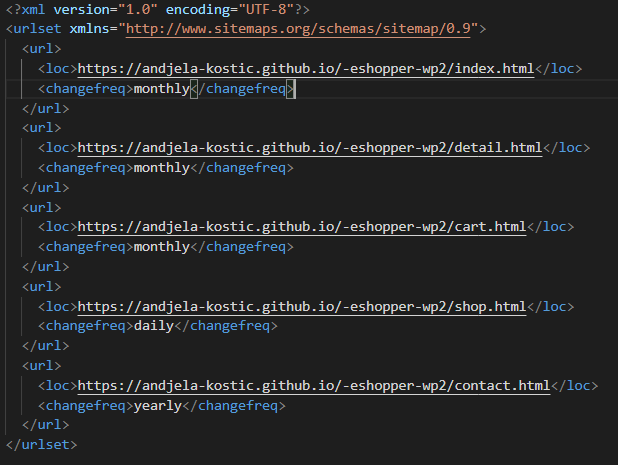 <?xml version="1.0" encoding="UTF-8"?>
<urlset xmlns="http://www.sitemaps.org/schemas/sitemap/0.9">
  <url>
    <loc>https://andjela-kostic.github.io/-eshopper-wp2/index.html</loc>
    <changefreq>monthly</changefreq>
  </url>
  <url>
    <loc>https://andjela-kostic.github.io/-eshopper-wp2/detail.html</loc>
    <changefreq>monthly</changefreq>
  </url>
  <url>
    <loc>https://andjela-kostic.github.io/-eshopper-wp2/cart.html</loc>
    <changefreq>monthly</changefreq>
  </url>
  <url>
    <loc>https://andjela-kostic.github.io/-eshopper-wp2/shop.html</loc>
    <changefreq>daily</changefreq>
  </url>
  <url>
    <loc>https://andjela-kostic.github.io/-eshopper-wp2/contact.html</loc>
    <changefreq>yearly</changefreq>
  </url>
</urlset>